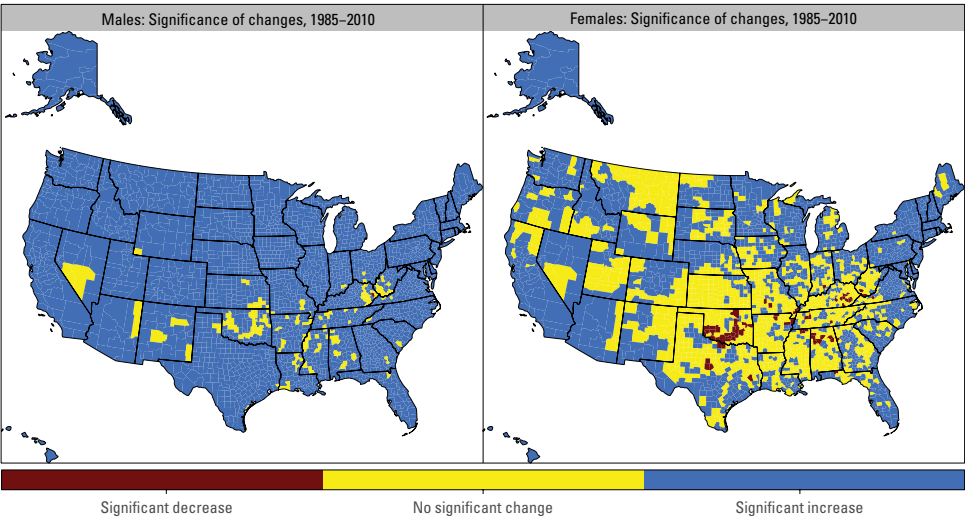 Males: Significance of changes, 1985–2010
Females: Significance of changes, 1985–2010
Significant decrease
No significant change
Significant increase